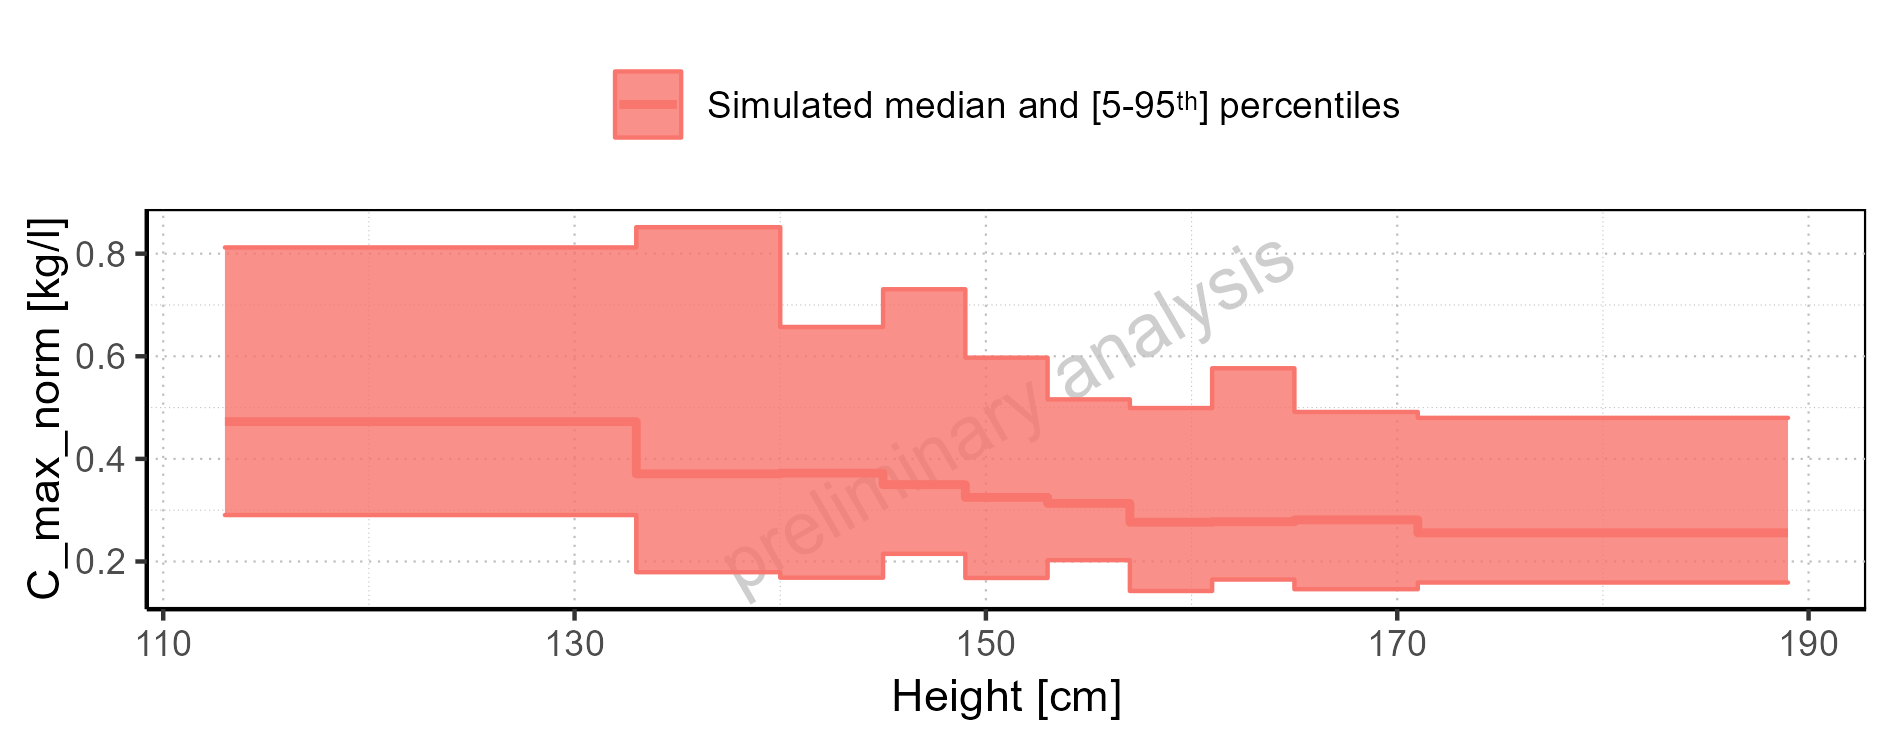 Simulated median and [5-95th] percentiles
C_max_norm [kg/l]
0.8
0.6
0.4
0.2
preliminary analysis
110 130 150 170 190
Height [cm]